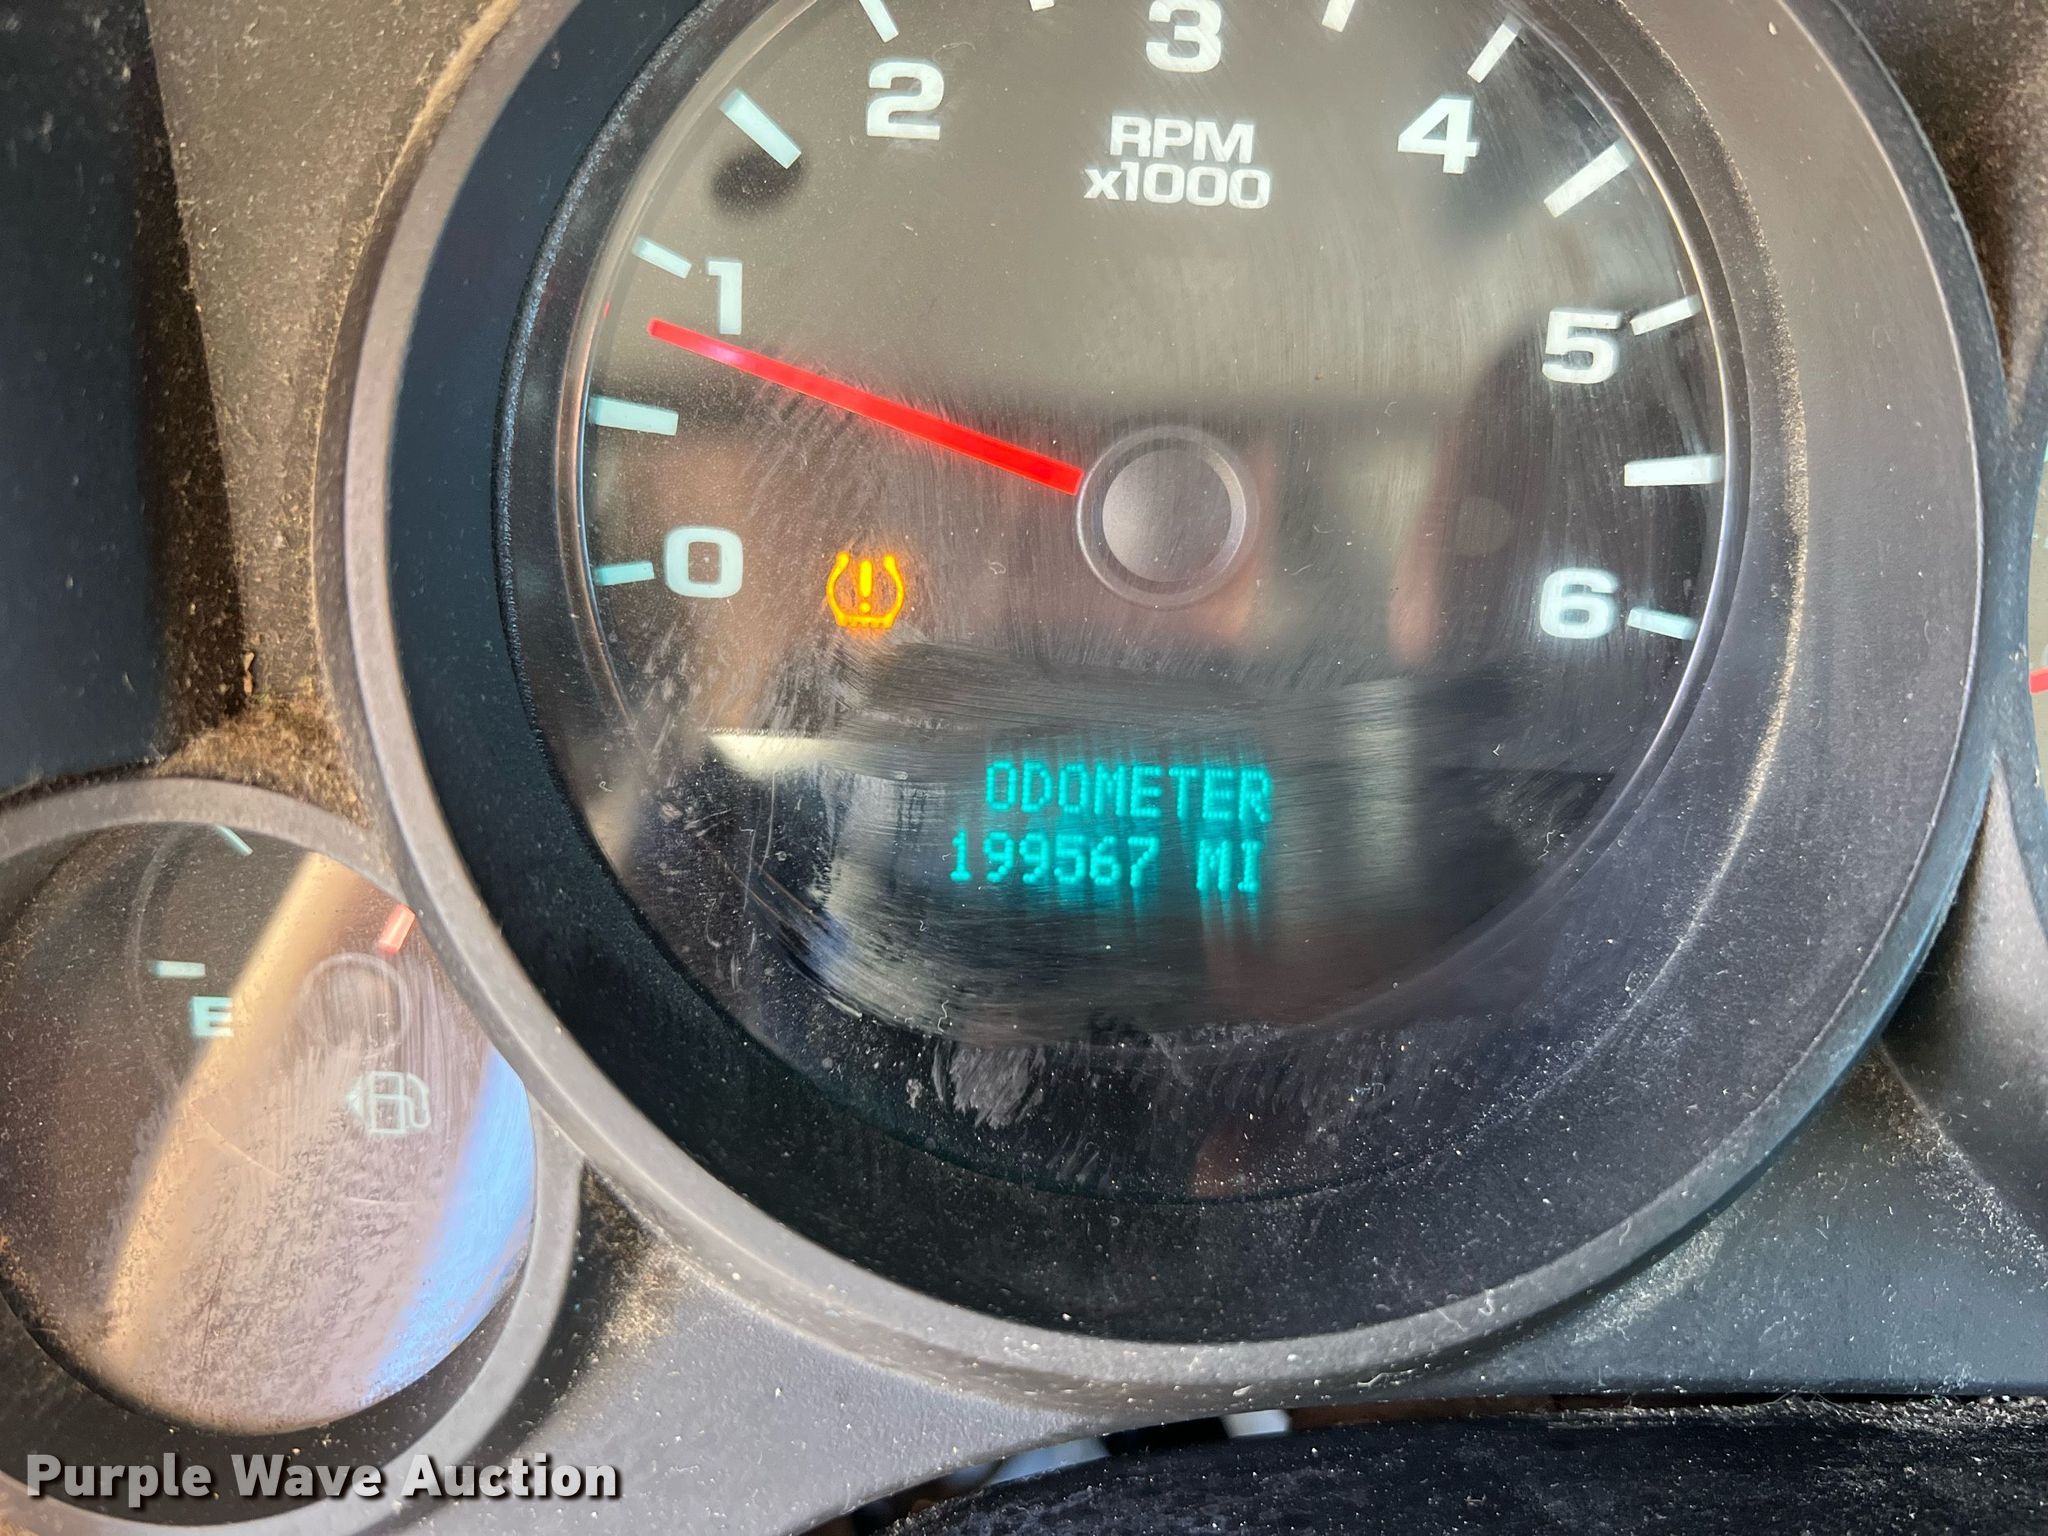 3
2
4
RPM
x1000
1
5
0
6
ODOMETER
199567 MI
E
Purple Wave Auction